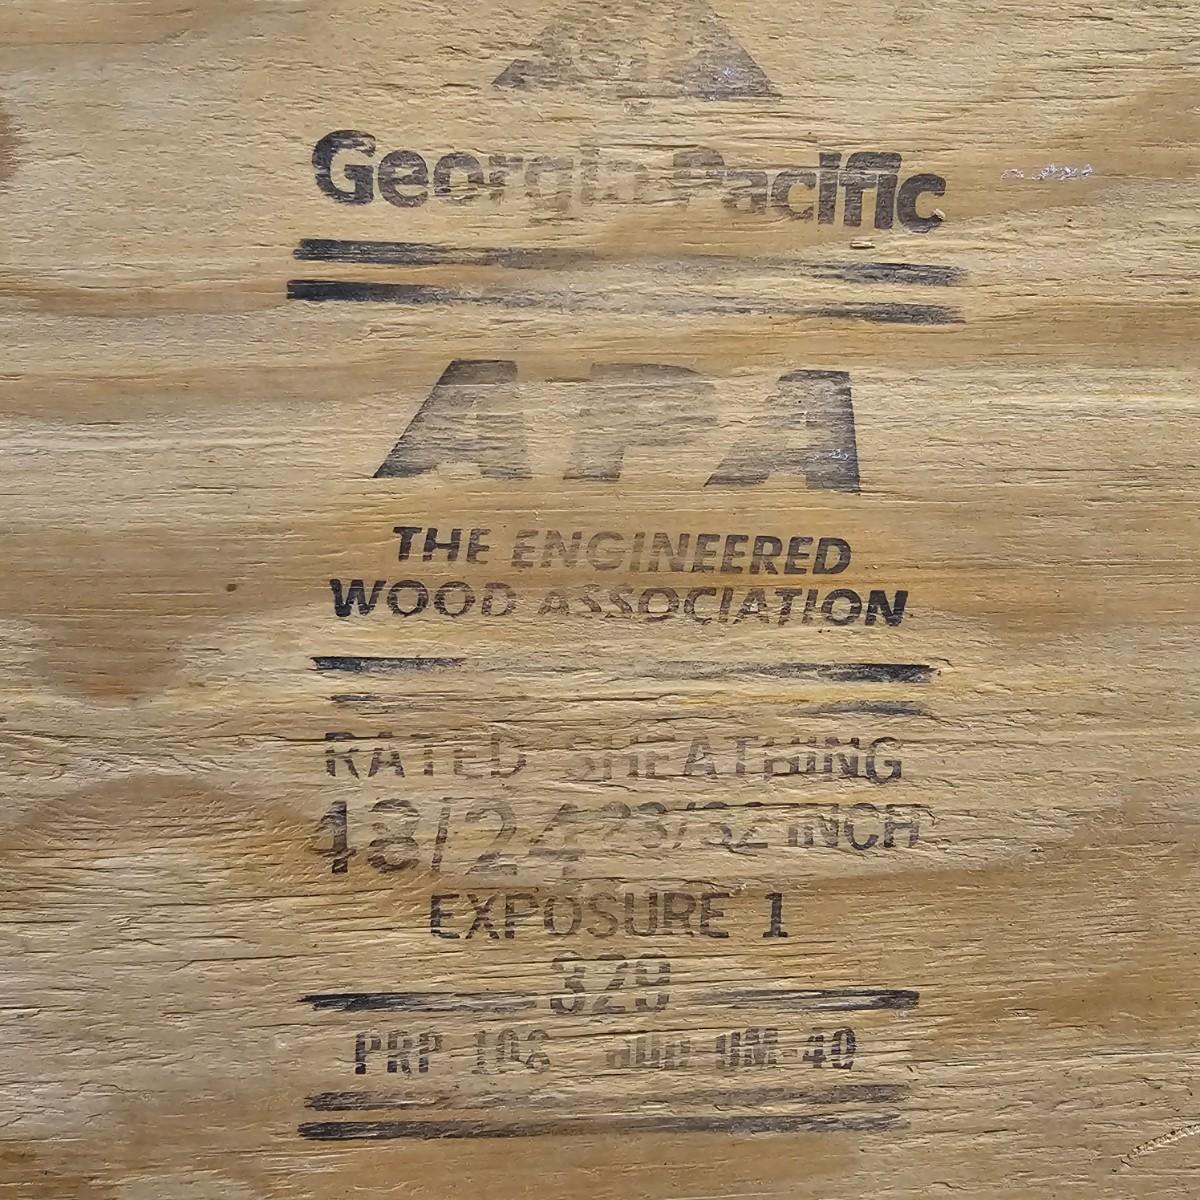 Georgia-Pacific
APA
THE ENGINEERED
WOOD ASSOCIATION
RATED SHEATHING
48/24 23/32 INCH
EXPOSURE 1
329
PRP 108 HUD UM-40